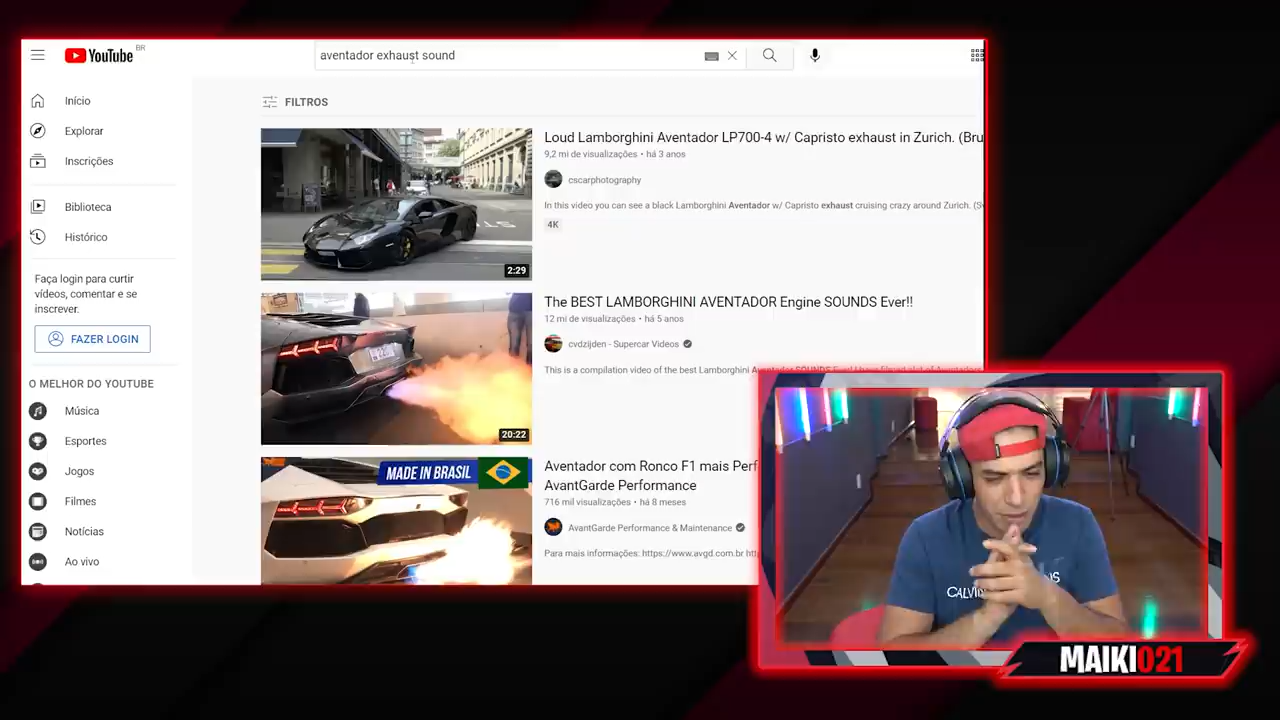 YouTube BR
aventador exhaust sound
Início
Explorar
Inscrições
Biblioteca
Histórico
Faça login para curtir
vídeos, comentar e se
inscrever.
FAZER LOGIN
O MELHOR DO YOUTUBE
Música
Esportes
Jogos
Filmes
Notícias
Ao vivo
FILTROS
2:29
Loud Lamborghini Aventador LP700-4 w/ Capristo exhaust in Zurich. (Bru
9,2 mi de visualizações • há 3 anos
cscarphotography
In this video you can see a black Lamborghini Aventador w/ Capristo exhaust cruising crazy around Zurich.
4K
20:22
The BEST LAMBORGHINI AVENTADOR Engine SOUNDS Ever!!
12 mi de visualizações • há 5 anos
cvdzijden - Supercar Videos
This is a compilation video of the best Lamborghini Aventador SOUNDS Ever!
MADE IN BRASIL
Aventador com Ronco F1 mais Perf
AvantGarde Performance
716 mil visualizações • há 8 meses
AvantGarde Performance & Maintenance
Para mais informações: https://www.avgd.com.br
MAIKI021